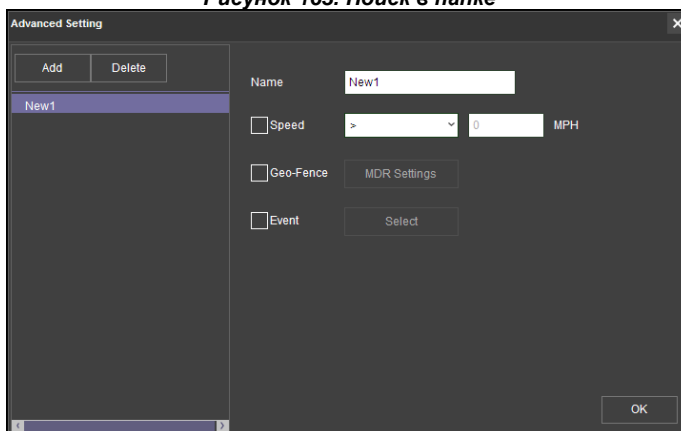 Рисунок 163. Поиск в папке
Advanced Setting
Add Delete
New1
Name New1
Speed > 0 MPH
Geo-Fence MDR Settings
Event Select
OK